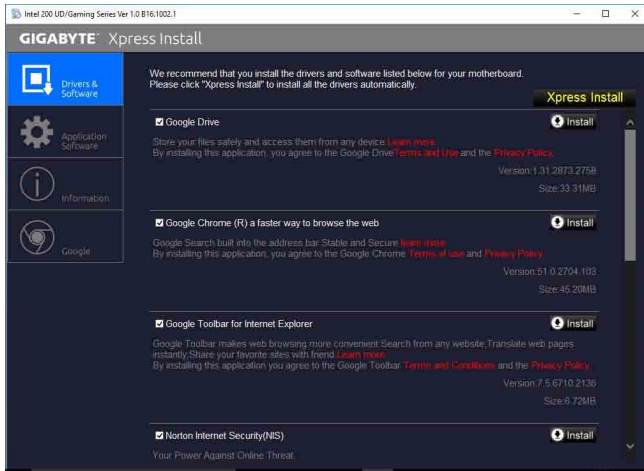 Intel 200 UD/Gaming Series Ver 1.0 B16.1002.1
GIGABYTE™ Xpress Install
Drivers &
Software
Application
Software
Information
Google
We recommend that you install the drivers and software listed below for your motherboard.
Please click "Xpress Install" to install all the drivers automatically.
Xpress Install
Google Drive
Install
Store your files safely and access them from any device.Learn more.
By installing this application, you agree to the Google DriveTerms and Use and the Privacy Policy.
Version:1.31.2873.2758
Size:33.31MB
Google Chrome (R) a faster way to browse the web
Install
Google Search built into the address bar.Stable and Secure learn more.
By installing this application, you agree to the Google Chrome Terms of use and Privacy Policy.
Version:51.0.2704.103
Size:45.20MB
Google Toolbar for Internet Explorer
Install
Google Toolbar makes web browsing more convenient.Search from any website,Translate web pages
instantly,Share your favorite sites with friend.Learn more.
By installing this application you agree to the Google Toolbar Terms and Conditions and the Privacy Policy.
Version:7.5.6710.2136
Size:6.72MB
Norton Internet Security(NIS)
Install
Your Power Against Online Threat.